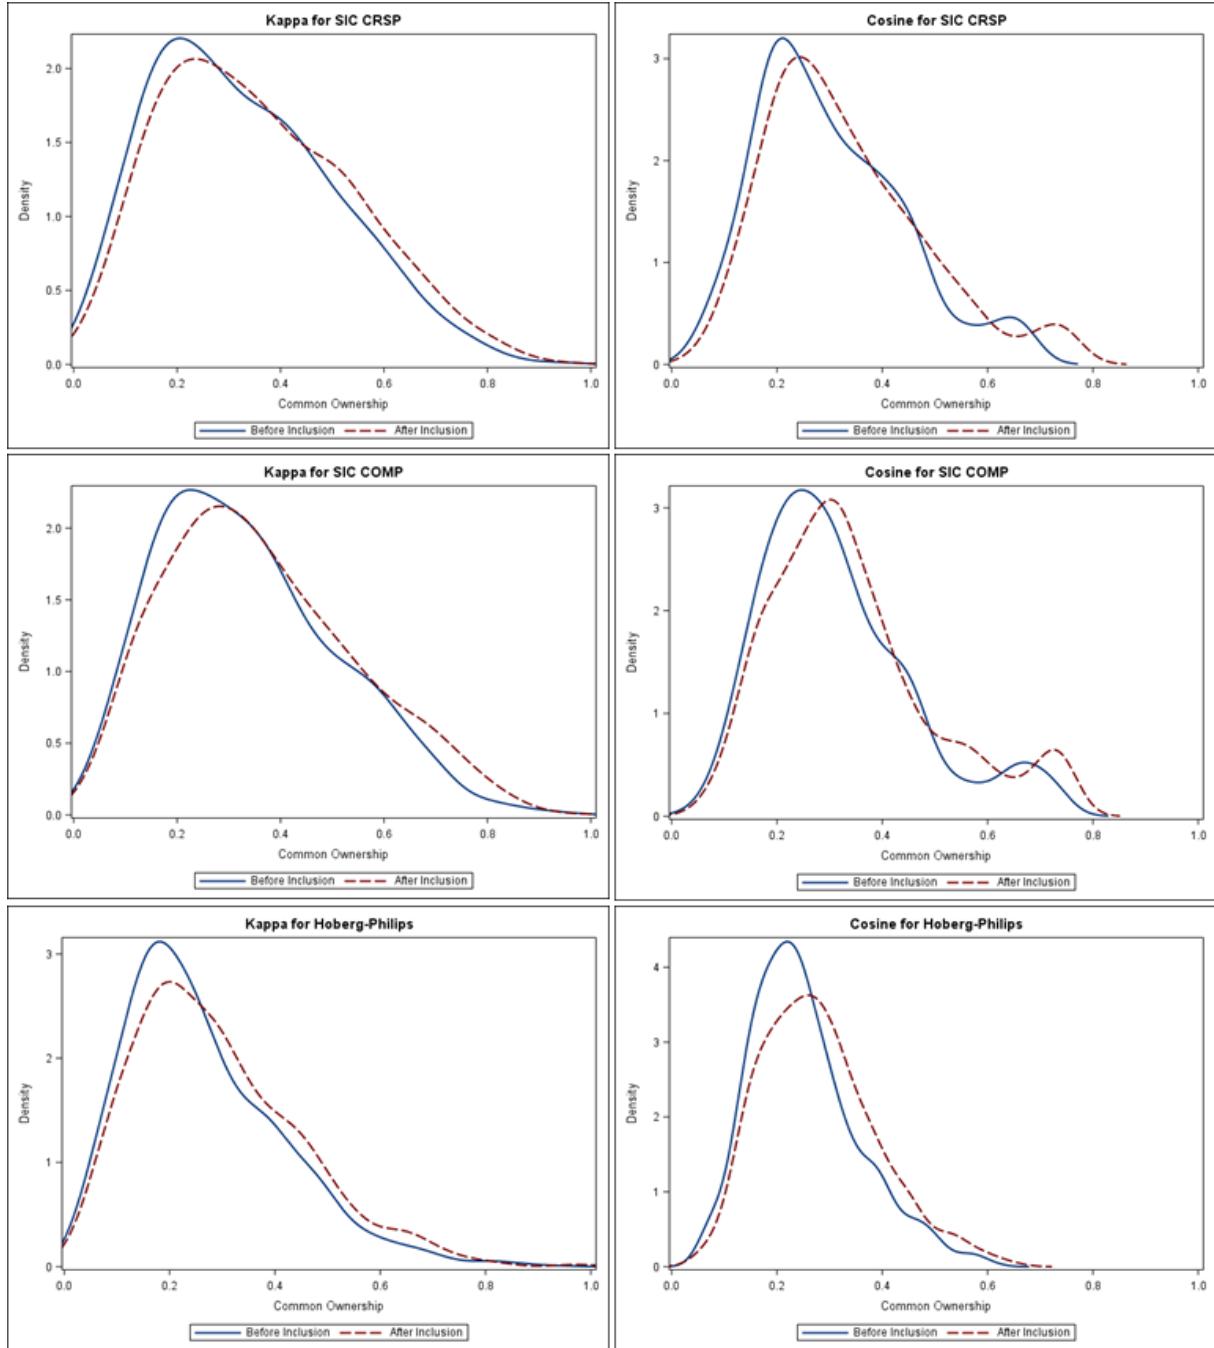 Kappa for SIC CRSP
2.0
1.5
1.0
0.5
0.0
Density
0.0 0.2 0.4 0.6 0.8 1.0
Common Ownership
Before Inclusion After Inclusion
Cosine for SIC CRSP
3
2
1
0
Density
0.0 0.2 0.4 0.6 0.8 1.0
Common Ownership
Before Inclusion After Inclusion
Kappa for SIC COMP
2.0
1.5
1.0
0.5
0.0
Density
0.0 0.2 0.4 0.6 0.8 1.0
Common Ownership
Before Inclusion After Inclusion
Cosine for SIC COMP
3
2
1
0
Density
0.0 0.2 0.4 0.6 0.8 1.0
Common Ownership
Before Inclusion After Inclusion
Kappa for Hoberg-Philips
3
2
1
0
Density
0.0 0.2 0.4 0.6 0.8 1.0
Common Ownership
Before Inclusion After Inclusion
Cosine for Hoberg-Philips
4
3
2
1
0
Density
0.0 0.2 0.4 0.6 0.8 1.0
Common Ownership
Before Inclusion After Inclusion